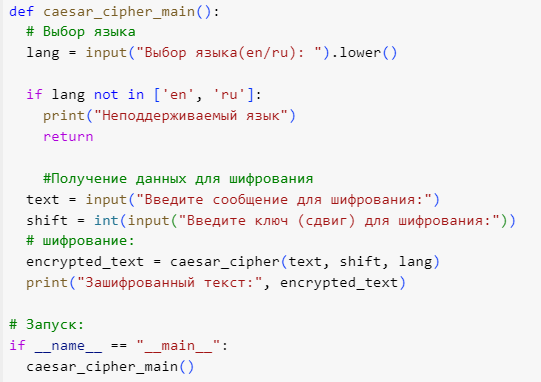 def caesar_cipher_main():
  # Выбор языка
  lang = input("Выбор языка(en/ru): ").lower()

  if lang not in ['en', 'ru']:
    print("Неподдерживаемый язык")
    return

    #Получение данных для шифрования
  text = input("Введите сообщение для шифрования:")
  shift = int(input("Введите ключ (сдвиг) для шифрования:"))
  # шифрование:
  encrypted_text = caesar_cipher(text, shift, lang)
  print("Зашифрованный текст:", encrypted_text)

# Запуск:
if __name__ == "__main__":
  caesar_cipher_main()